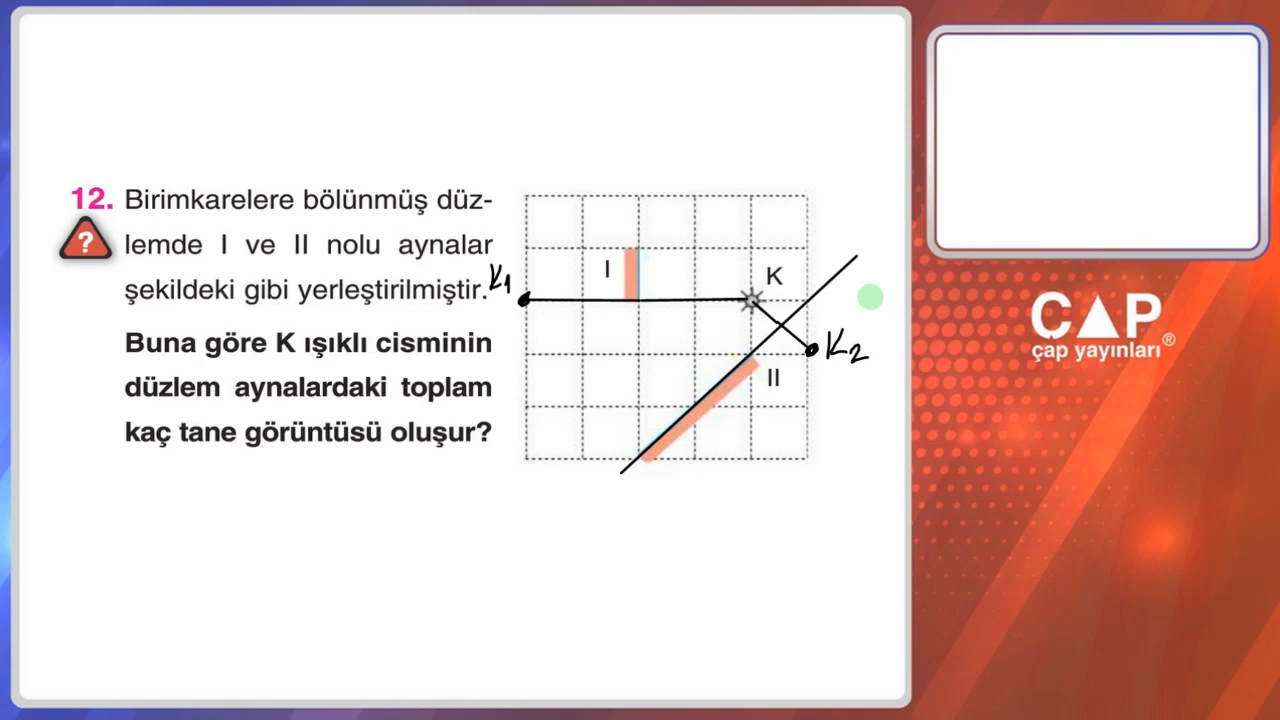 12. Birimkarelere bölünmüş düz-
? lemde I ve II nolu aynalar
şekildeki gibi yerleştirilmiştir.
Buna göre K ışıklı cisminin
düzlem aynalardaki toplam
kaç tane görüntüsü oluşur?
I
K
K1
K2
II
ÇAP®
çap yayınları